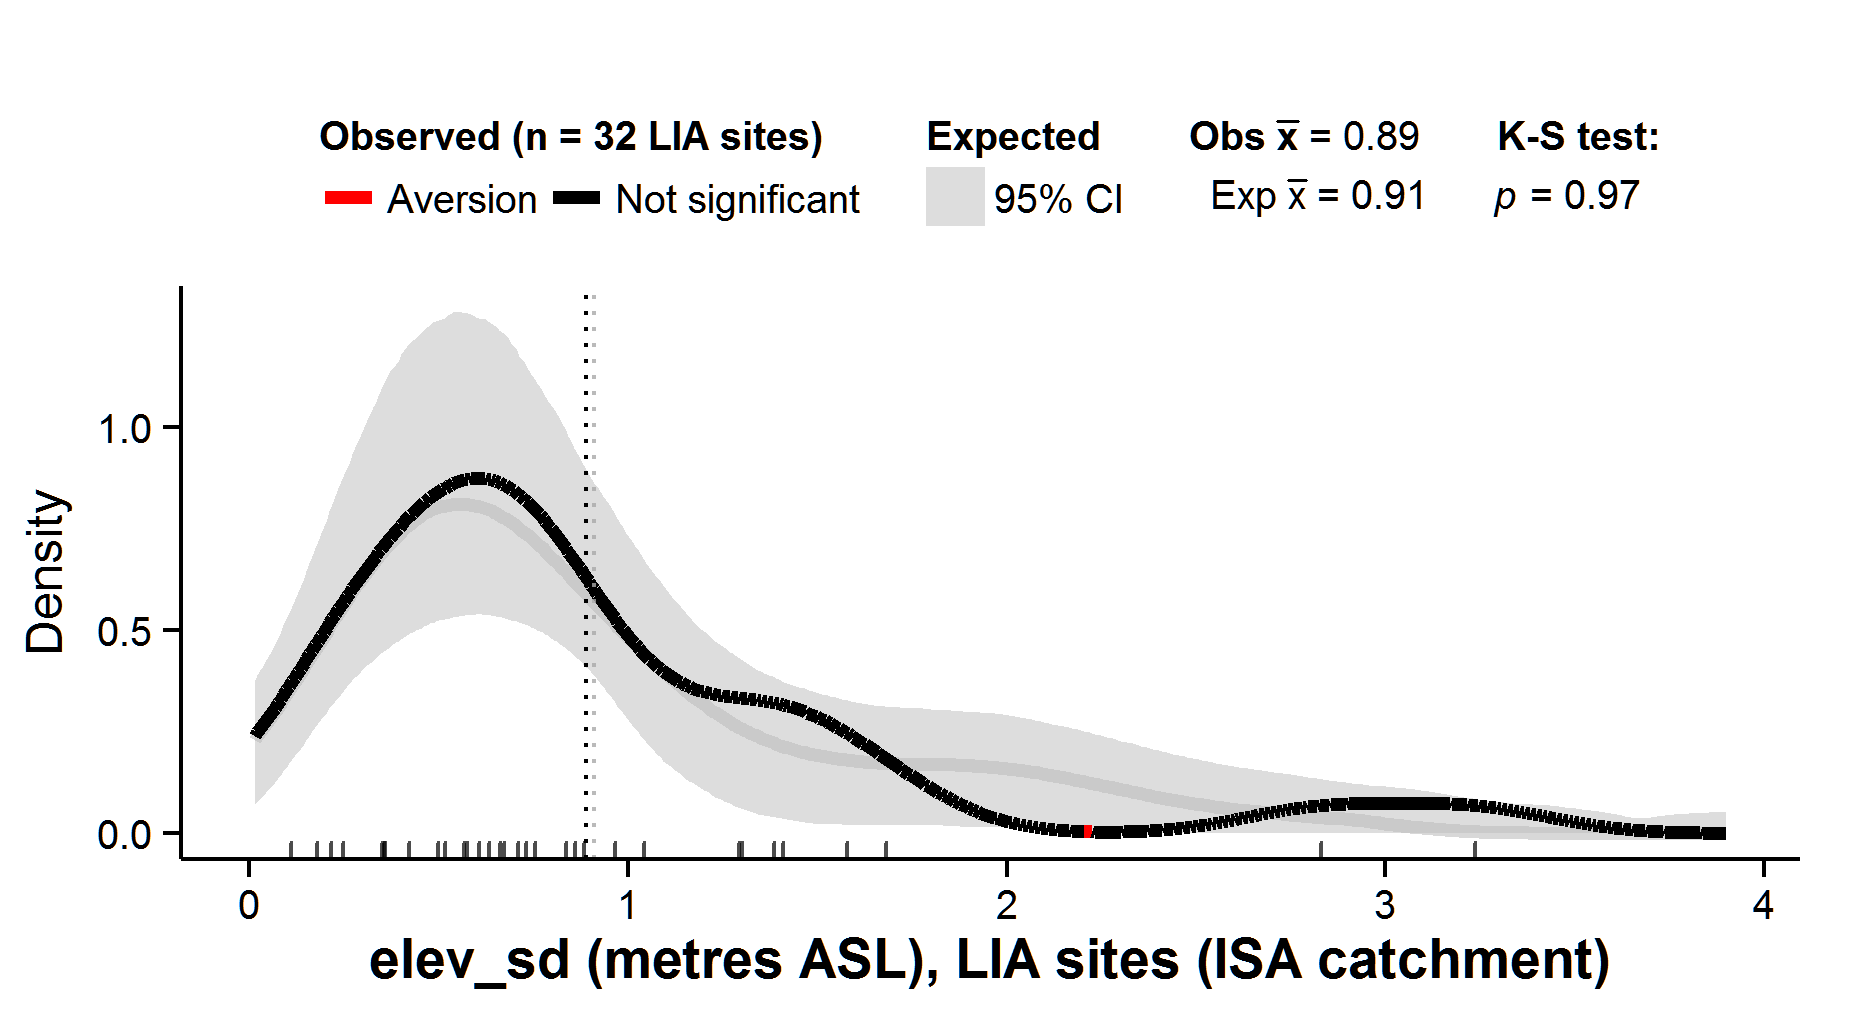 Observed (n = 32 LIA sites) Expected Obs x̅ = 0.89 K-S test:
Aversion Not significant 95% CI Exp x̅ = 0.91 p = 0.97
Density
1.0
0.5
0.0
0 1 2 3 4
elev_sd (metres ASL), LIA sites (ISA catchment)